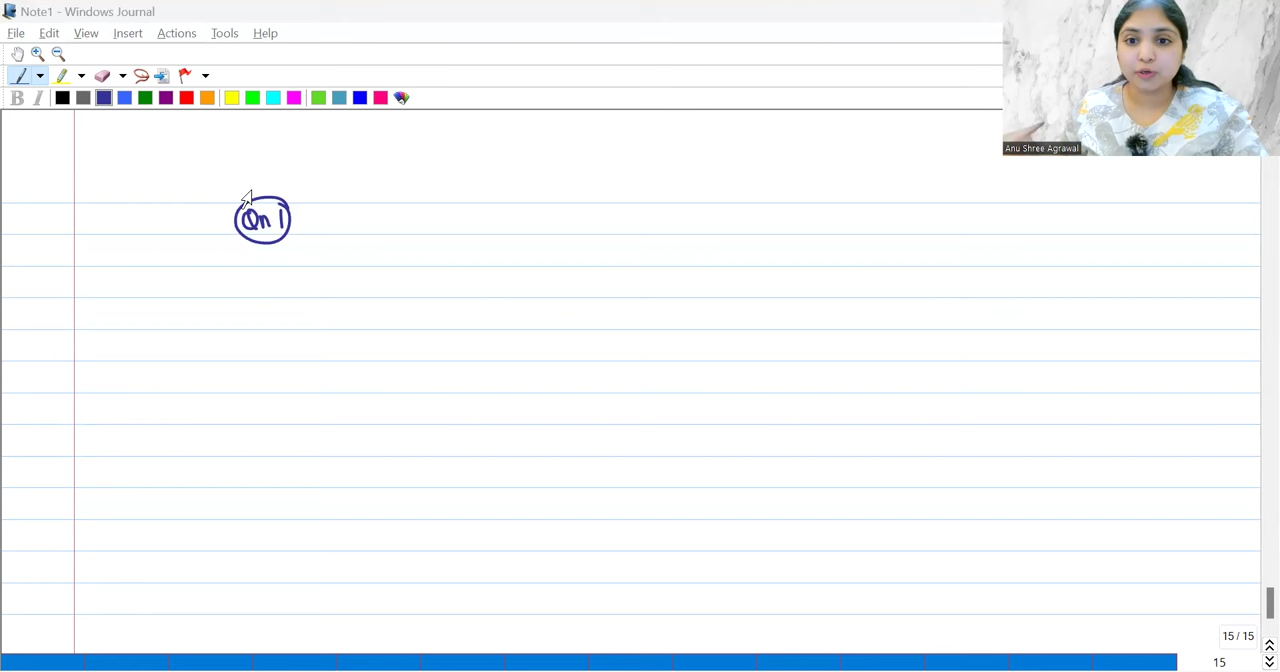 Note1 - Windows Journal
File Edit View Insert Actions Tools Help
B I
Anu Shree Agrawal
Qn 1
15 / 15
15